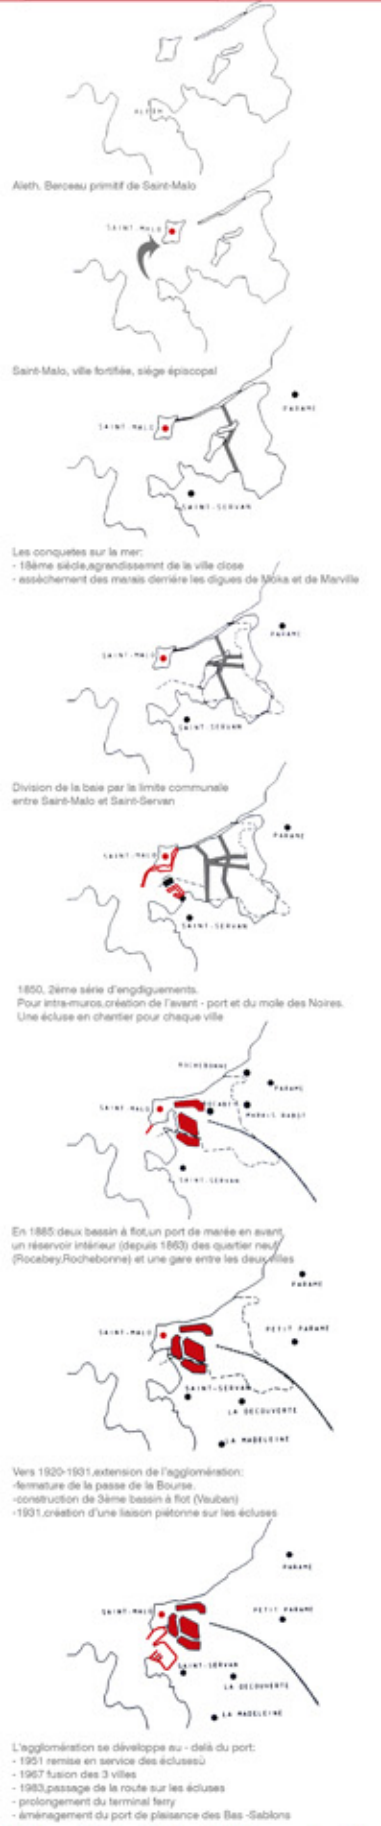 ALETH
Aleth. Berceau primitif de Saint-Malo
SAINT-MALO
Saint-Malo, ville fortifiée, siége épiscopal
PARAME
SAINT-MALO
SAINT-SERVAN
Les conquetes sur la mer:
- 18ème siécle,agrandissemnt de la ville close
- assèchement des marais derriére les digues de Moka et de Marville
PARAME
SAINT-MALO
SAINT-SERVAN
Division de la baie par la limite communale
entre Saint-Malo et Saint-Servan
PARAME
SAINT-MALO
SAINT-SERVAN
1850, 2ème série d'engdiguements.
Pour intra-muros,création de l'avant - port et du mole des Noires.
Une écluse en chantier pour chaque ville
ROCHEBONNE
PARAME
SAINT-MALO
ROCABEY
MARAIS RABOT
SAINT-SERVAN
En 1885:deux bassin à flot,un port de marée en avant,
un réservoir intérieur (depuis 1863) des quartier neuf
(Rocabey,Rochebonne) et une gare entre les deux villes
PARAME
SAINT-MALO
PETIT PARAME
SAINT-SERVAN
LA DECOUVERTE
LA MADELEINE
Vers 1920-1931,extension de l'agglomération:
-fermature de la passe de la Bourse.
-construction de 3ème bassin à flot (Vauban)
-1931,création d'une liaison piétonne sur les écluses
PARAME
SAINT-MALO
PETIT PARAME
SAINT-SERVAN
LA DECOUVERTE
LA MADELEINE
L'agglomération se développe au - delà du port:
- 1951 remise en service des éclusesù
- 1967 fusion des 3 villes
- 1983,passage de la route sur les écluses
- prolongement du terminal ferry
- aménagement du port de plaisance des Bas -Sablons